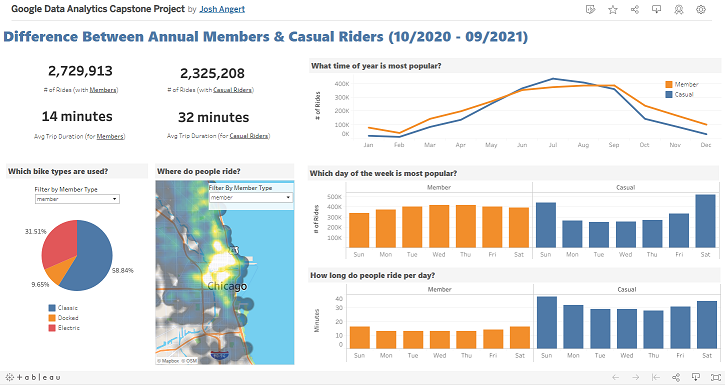 Google Data Analytics Capstone Project by Josh Angert
Difference Between Annual Members & Casual Riders (10/2020 - 09/2021)
2,729,913
# of Rides (with Members)
2,325,208
# of Rides (with Casual Riders)
14 minutes
Avg Trip Duration (for Members)
32 minutes
Avg Trip Duration (for Casual Riders)
What time of year is most popular?
# of Rides
400K
300K
200K
100K
0K
Member
Casual
Jan Feb Mar Apr May Jun Jul Aug Sep Oct Nov Dec
Which bike types are used?
Filter by Member Type
member
31.51%
9.65%
58.84%
Classic
Docked
Electric
Where do people ride?
Filter By Member Type
member
Chicago
© Mapbox © OSM
Which day of the week is most popular?
Member Casual
# of Rides
500K
400K
300K
200K
100K
0K
Sun Mon Tue Wed Thu Fri Sat Sun Mon Tue Wed Thu Fri Sat
How long do people ride per day?
Member Casual
Minutes
40
30
20
10
0
Sun Mon Tue Wed Thu Fri Sat Sun Mon Tue Wed Thu Fri Sat
+ a b l e a u